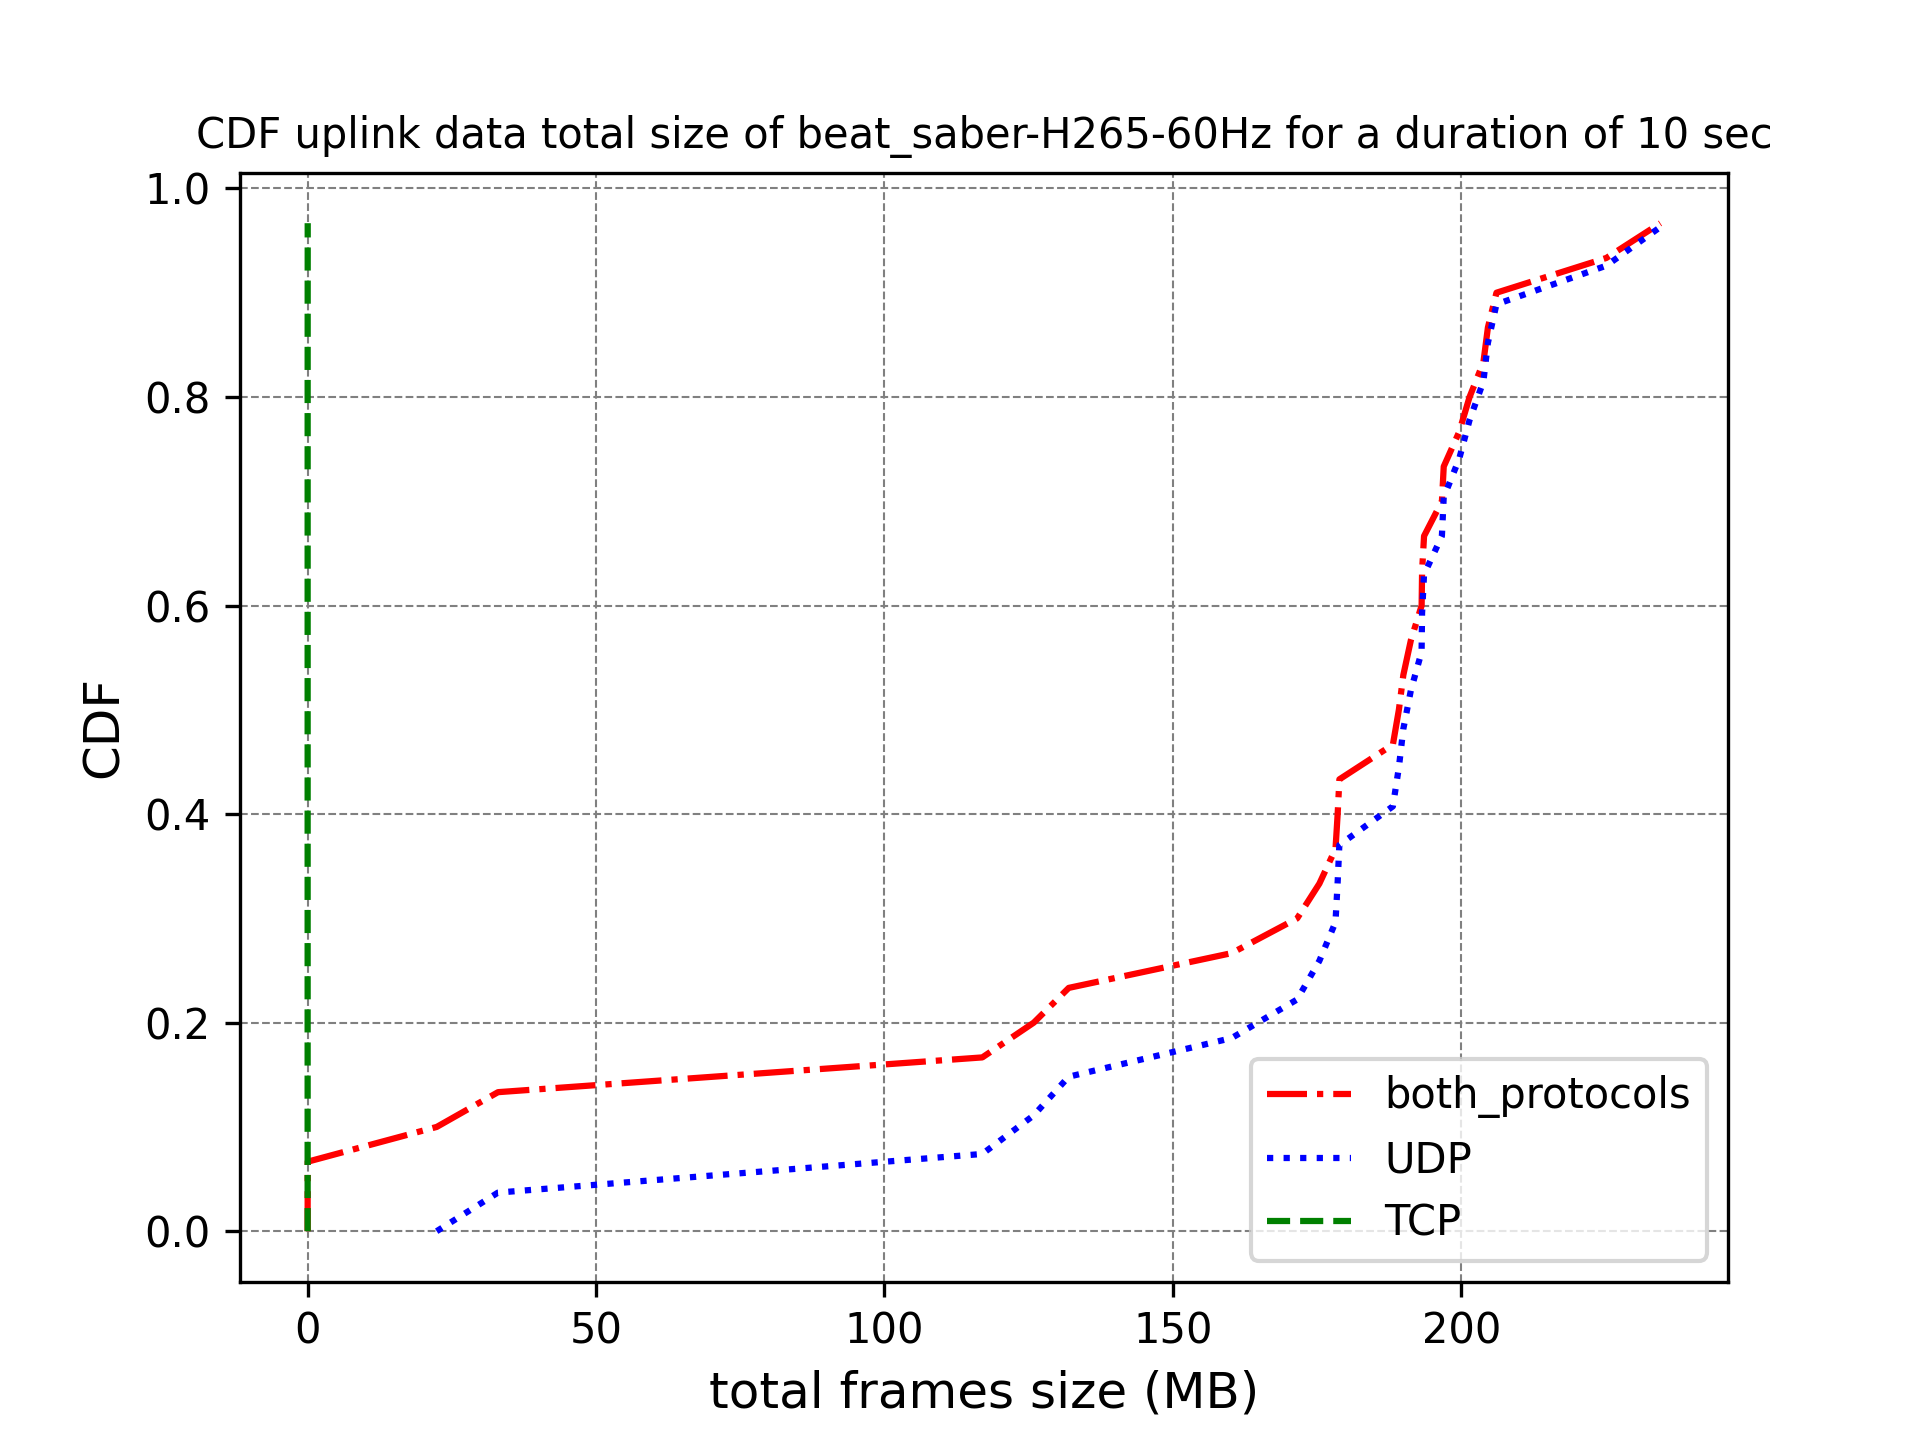 CDF uplink data total size of beat_saber-H265-60Hz for a duration of 10 sec
1.0
0.8
0.6
0.4
0.2
0.0
CDF
both_protocols
UDP
TCP
0 50 100 150 200
total frames size (MB)